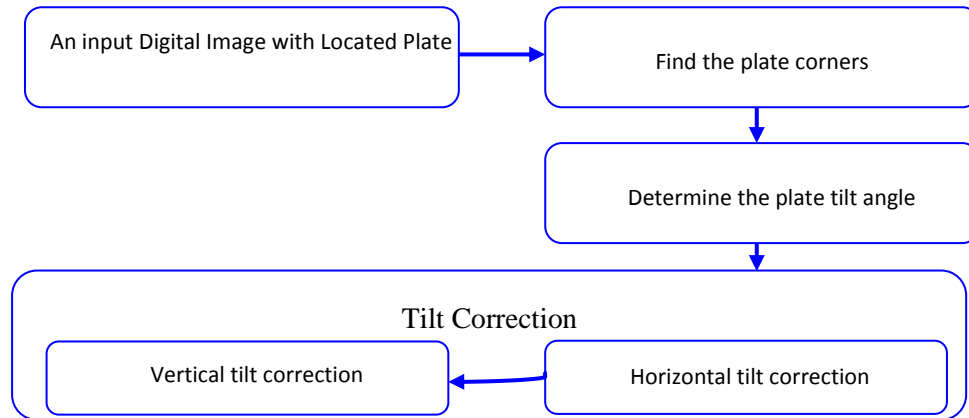 An input Digital Image with Located Plate
Find the plate corners
Determine the plate tilt angle
Tilt Correction
Vertical tilt correction
Horizontal tilt correction